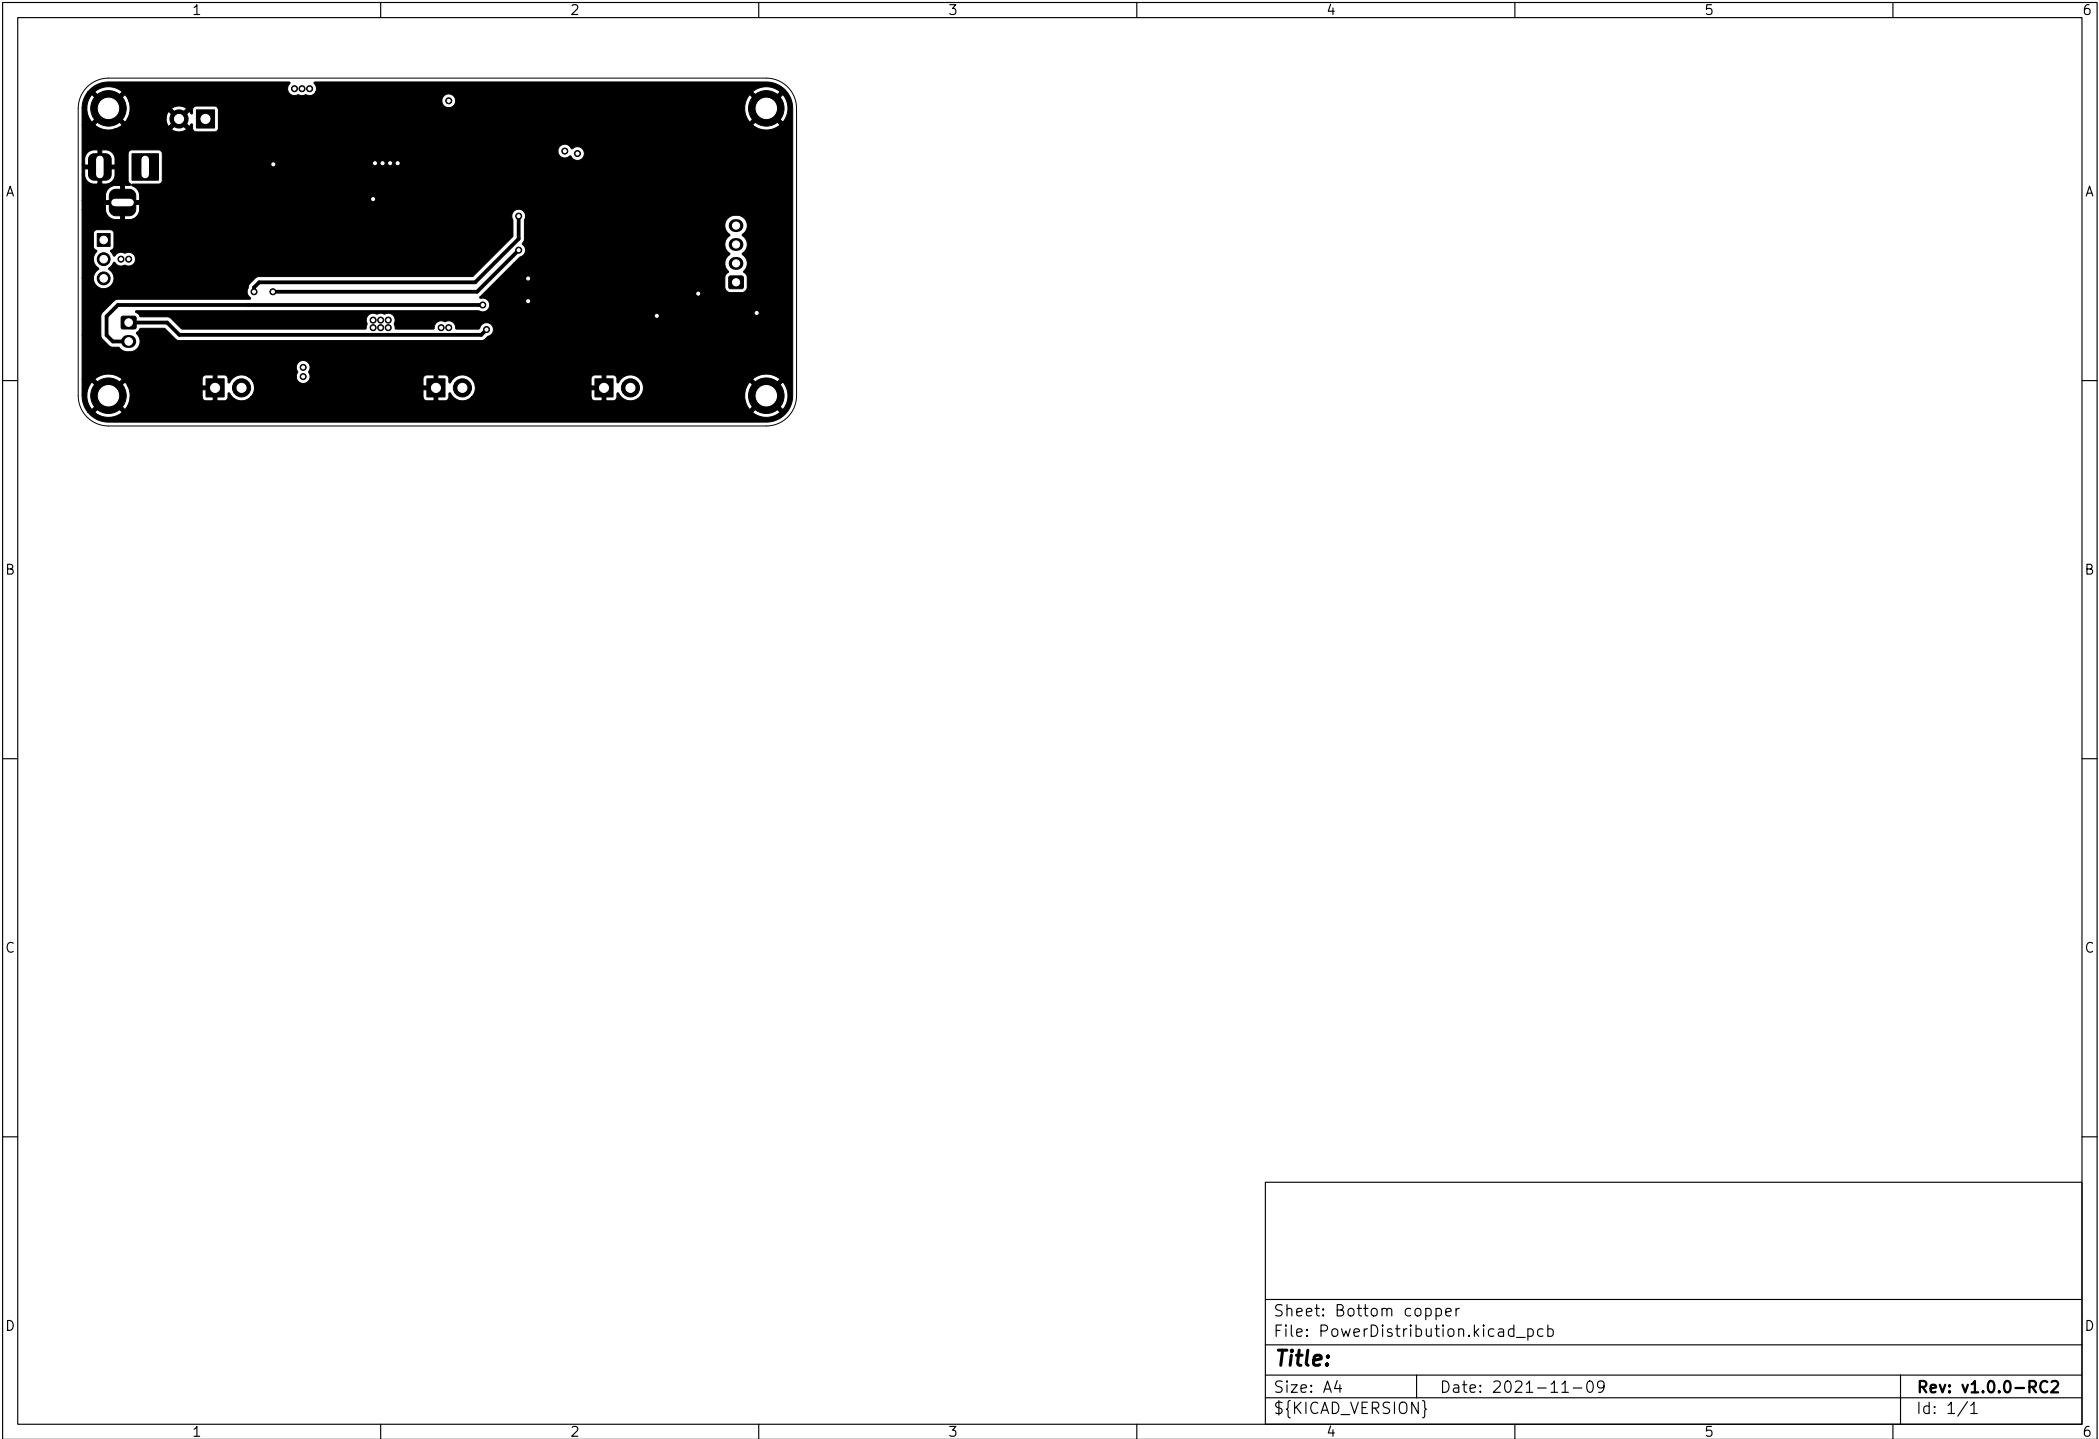 1 2 3 4 5 6
A A
B B
C C
D D
Sheet: Bottom copper
File: PowerDistribution.kicad_pcb
Title:
Size: A4 Date: 2021-11-09 Rev: v1.0.0-RC2
${KICAD_VERSION} Id: 1/1
1 2 3 4 5 6